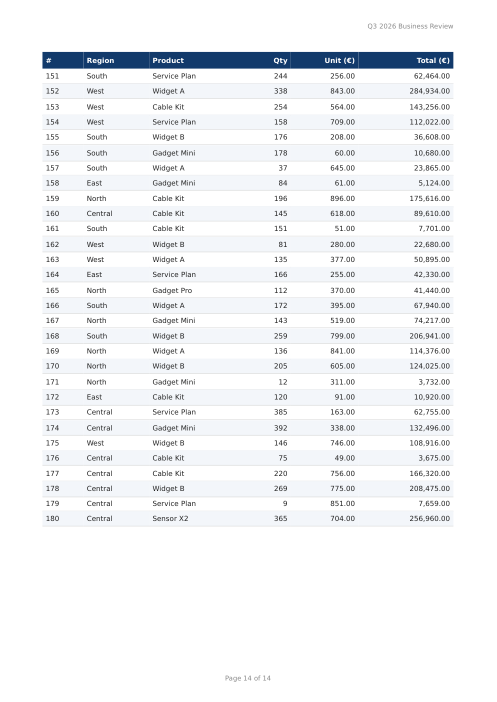 Q3 2026 Business Review
# Region Product Qty Unit (€) Total (€)
151 South Service Plan 244 256.00 62,464.00
152 West Widget A 338 843.00 284,934.00
153 West Cable Kit 254 564.00 143,256.00
154 West Service Plan 158 709.00 112,022.00
155 South Widget B 176 208.00 36,608.00
156 South Gadget Mini 178 60.00 10,680.00
157 South Widget A 37 645.00 23,865.00
158 East Gadget Mini 84 61.00 5,124.00
159 North Cable Kit 196 896.00 175,616.00
160 Central Cable Kit 145 618.00 89,610.00
161 South Cable Kit 151 51.00 7,701.00
162 West Widget B 81 280.00 22,680.00
163 West Widget A 135 377.00 50,895.00
164 East Service Plan 166 255.00 42,330.00
165 North Gadget Pro 112 370.00 41,440.00
166 South Widget A 172 395.00 67,940.00
167 North Gadget Mini 143 519.00 74,217.00
168 South Widget B 259 799.00 206,941.00
169 North Widget A 136 841.00 114,376.00
170 North Widget B 205 605.00 124,025.00
171 North Gadget Mini 12 311.00 3,732.00
172 East Cable Kit 120 91.00 10,920.00
173 Central Service Plan 385 163.00 62,755.00
174 Central Gadget Mini 392 338.00 132,496.00
175 West Widget B 146 746.00 108,916.00
176 Central Cable Kit 75 49.00 3,675.00
177 Central Cable Kit 220 756.00 166,320.00
178 Central Widget B 269 775.00 208,475.00
179 Central Service Plan 9 851.00 7,659.00
180 Central Sensor X2 365 704.00 256,960.00
Page 14 of 14